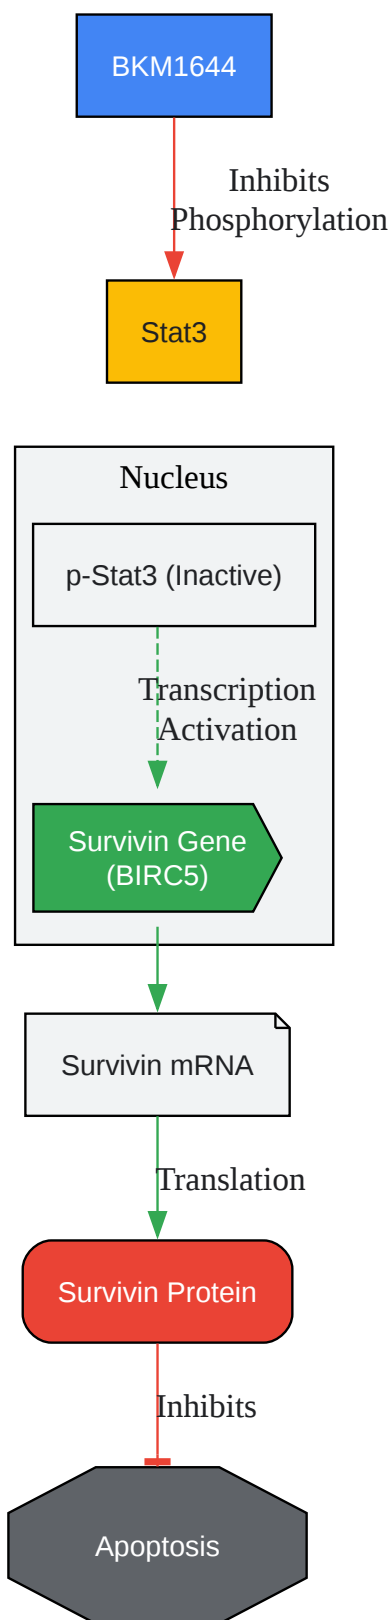 BKM1644
Inhibits
Phosphorylation
Stat3
Nucleus
p-Stat3 (Inactive)
Transcription
Activation
Survivin Gene
(BIRC5)
Survivin mRNA
Translation
Survivin Protein
Inhibits
Apoptosis